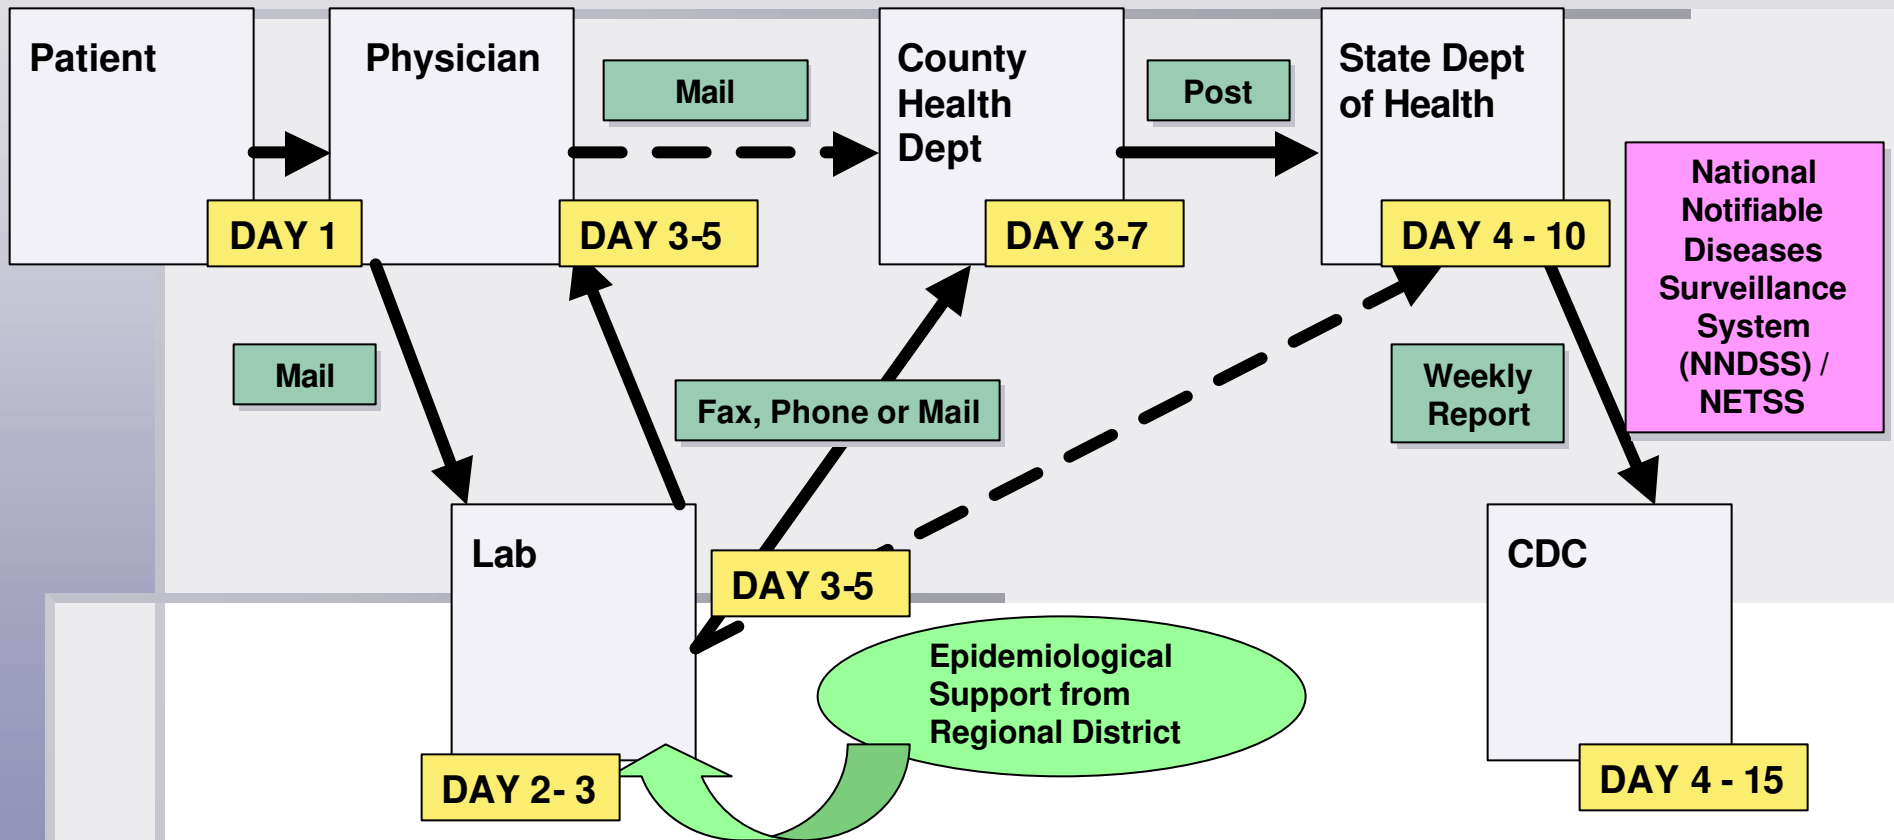 Patient
Physician
Mail
County
Health
Dept
Post
State Dept
of Health
National
Notifiable
Diseases
Surveillance
System
(NNDSS) /
NETSS
DAY 1
DAY 3-5
DAY 3-7
DAY 4 - 10
Mail
Fax, Phone or Mail
Weekly
Report
Lab
DAY 3-5
CDC
Epidemiological
Support from
Regional District
DAY 2- 3
DAY 4 - 15